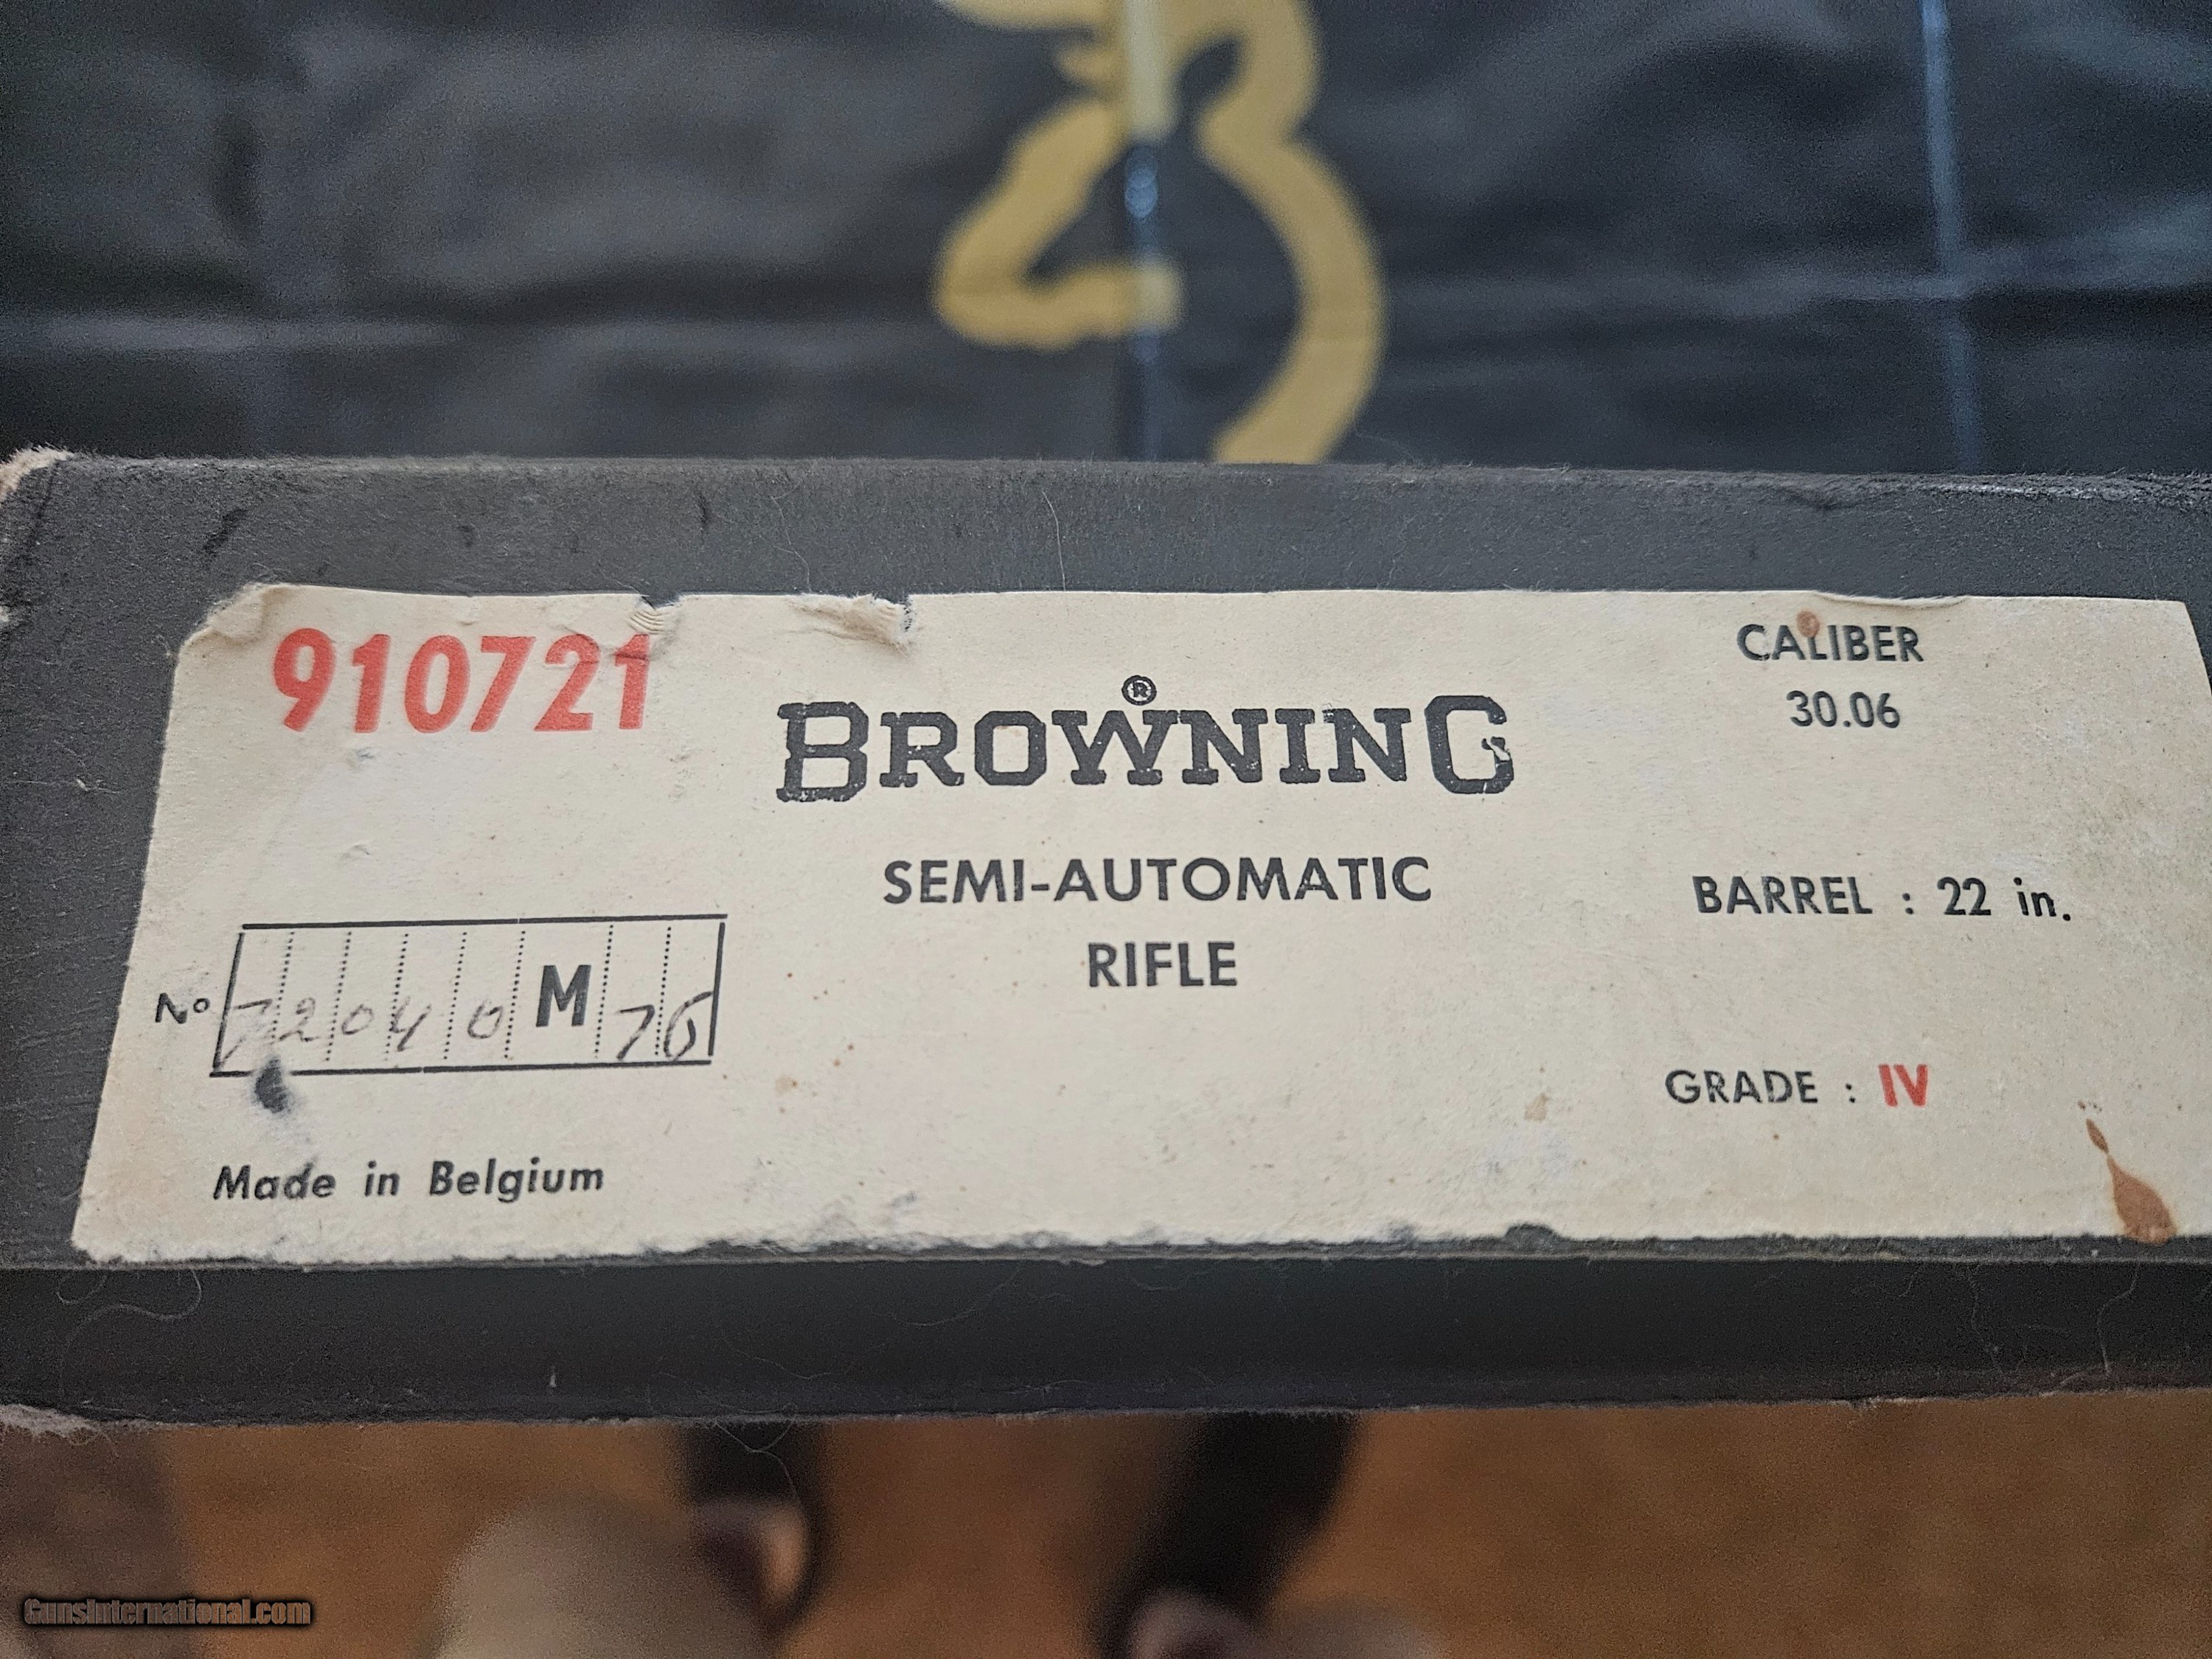 910721
BROWNING®
SEMI-AUTOMATIC
RIFLE
CALIBER
30.06
BARREL : 22 in.
GRADE : IV
No 72040 M 76
Made in Belgium
GunsInternational.com